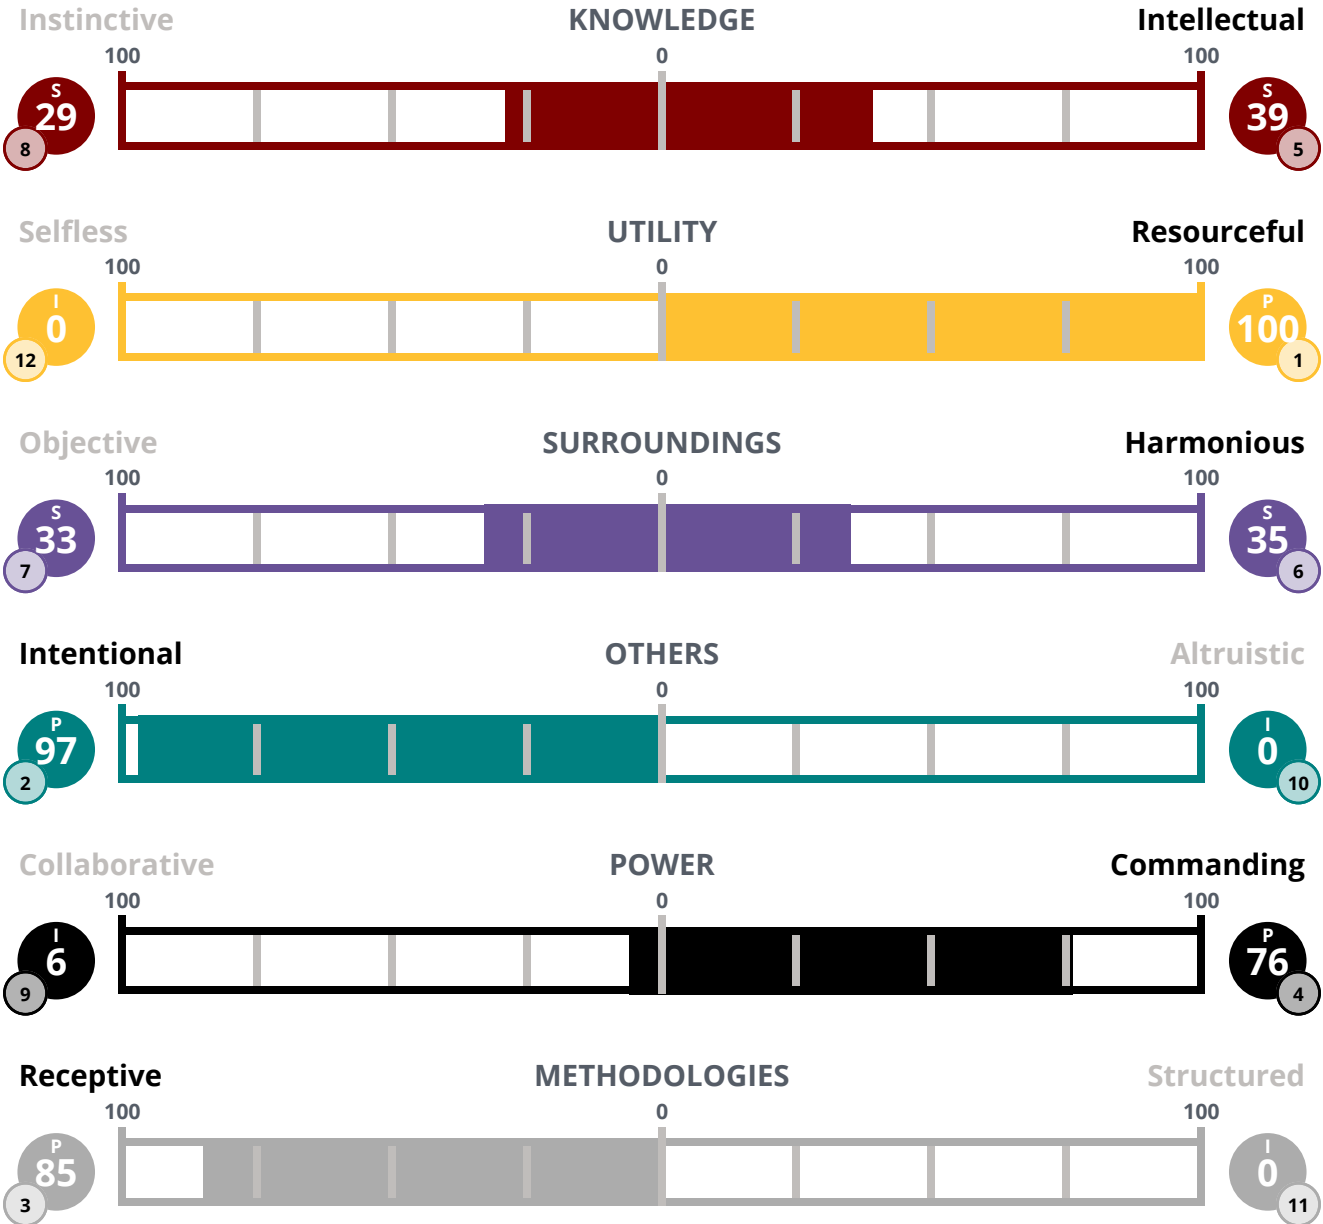 Instinctive KNOWLEDGE Intellectual
100 0 100
S S
29 39
8 5
Selfless UTILITY Resourceful
100 0 100
I P
0 100
12 1
Objective SURROUNDINGS Harmonious
100 0 100
S S
33 35
7 6
Intentional OTHERS Altruistic
100 0 100
P I
97 0
2 10
Collaborative POWER Commanding
100 0 100
I P
6 76
9 4
Receptive METHODOLOGIES Structured
100 0 100
P I
85 0
3 11